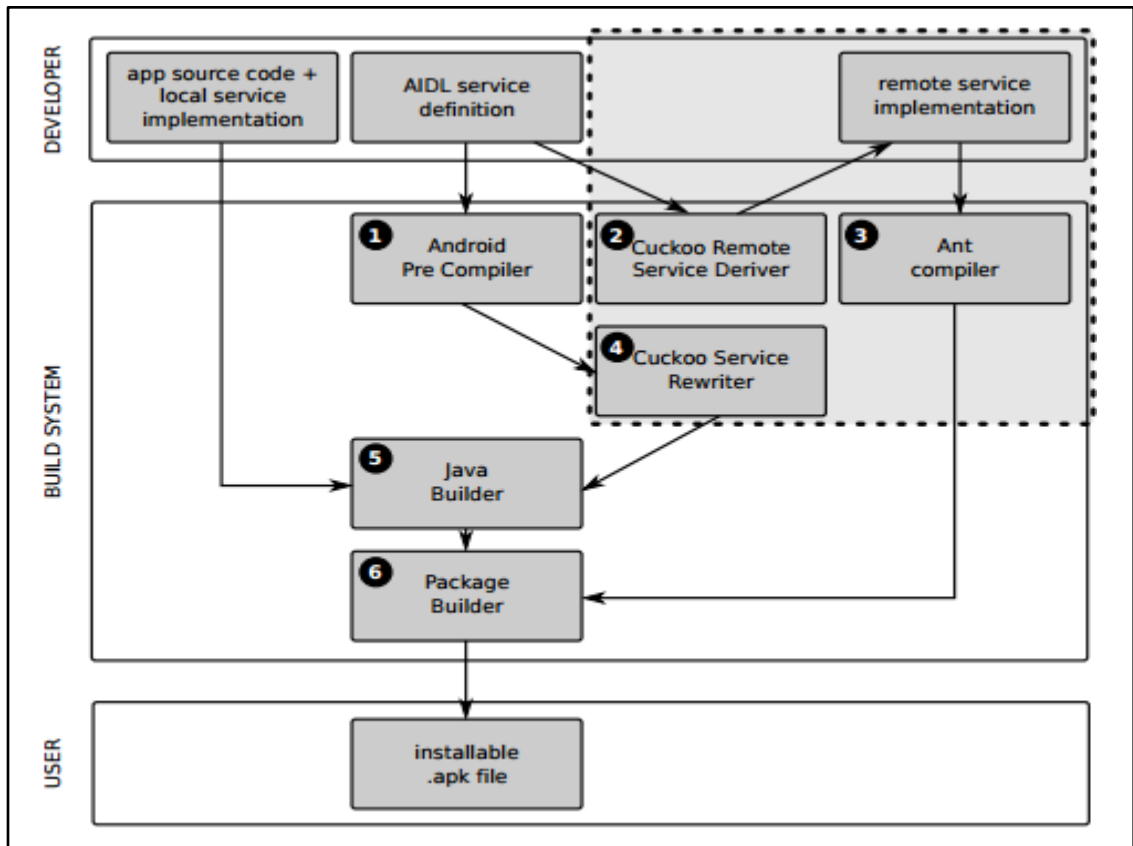 DEVELOPER
app source code +
local service
implementation
AIDL service
definition
remote service
implementation
BUILD SYSTEM
1
Android
Pre Compiler
2
Cuckoo Remote
Service Deriver
3
Ant
compiler
4
Cuckoo Service
Rewriter
5
Java
Builder
6
Package
Builder
USER
installable
.apk file